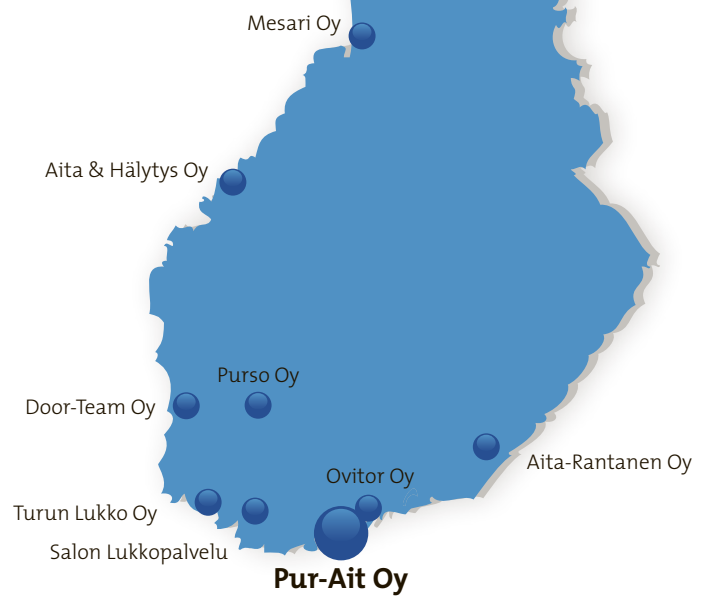 Mesari Oy
Aita & Hälytys Oy
Purso Oy
Door-Team Oy
Aita-Rantanen Oy
Ovitor Oy
Turun Lukko Oy
Salon Lukkopalvelu
Pur-Ait Oy